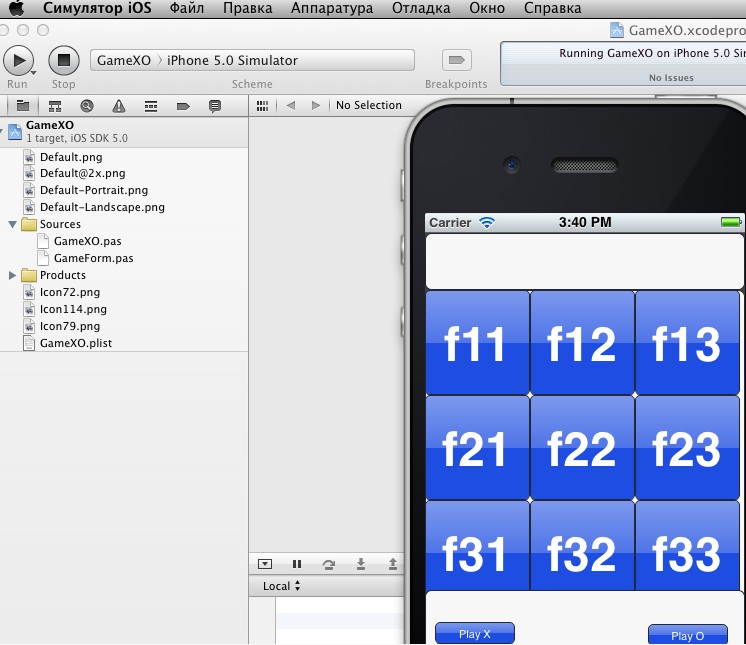 Симулятор iOS Файл Правка Аппаратура Отладка Окно Справка
GameXO.xcodepro
GameXO iPhone 5.0 Simulator
Running GameXO on iPhone 5.0 Sir
Run Stop Scheme Breakpoints
No Issues
No Selection
GameXO
1 target, iOS SDK 5.0
Default.png
Default@2x.png
Default-Portrait.png
Default-Landscape.png
Sources
GameXO.pas
GameForm.pas
Products
Icon72.png
Icon114.png
Icon79.png
GameXO.plist
Carrier 3:40 PM
f11 f12 f13
f21 f22 f23
f31 f32 f33
Local
Play X Play O